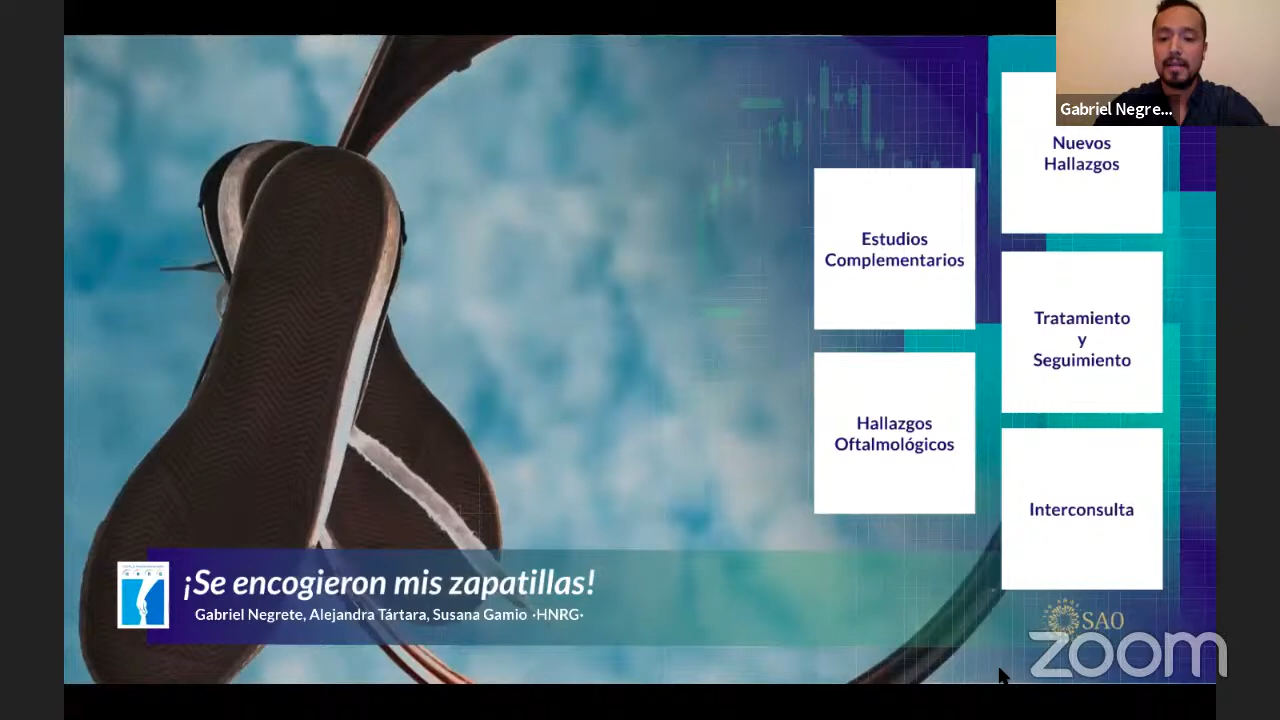 Gabriel Negre...
Nuevos
Hallazgos
Estudios
Complementarios
Tratamiento
y
Seguimiento
Hallazgos
Oftalmológicos
Interconsulta
¡Se encogieron mis zapatillas!
Gabriel Negrete, Alejandra Tártara, Susana Gamio ·HNRG·
SAO
zoom